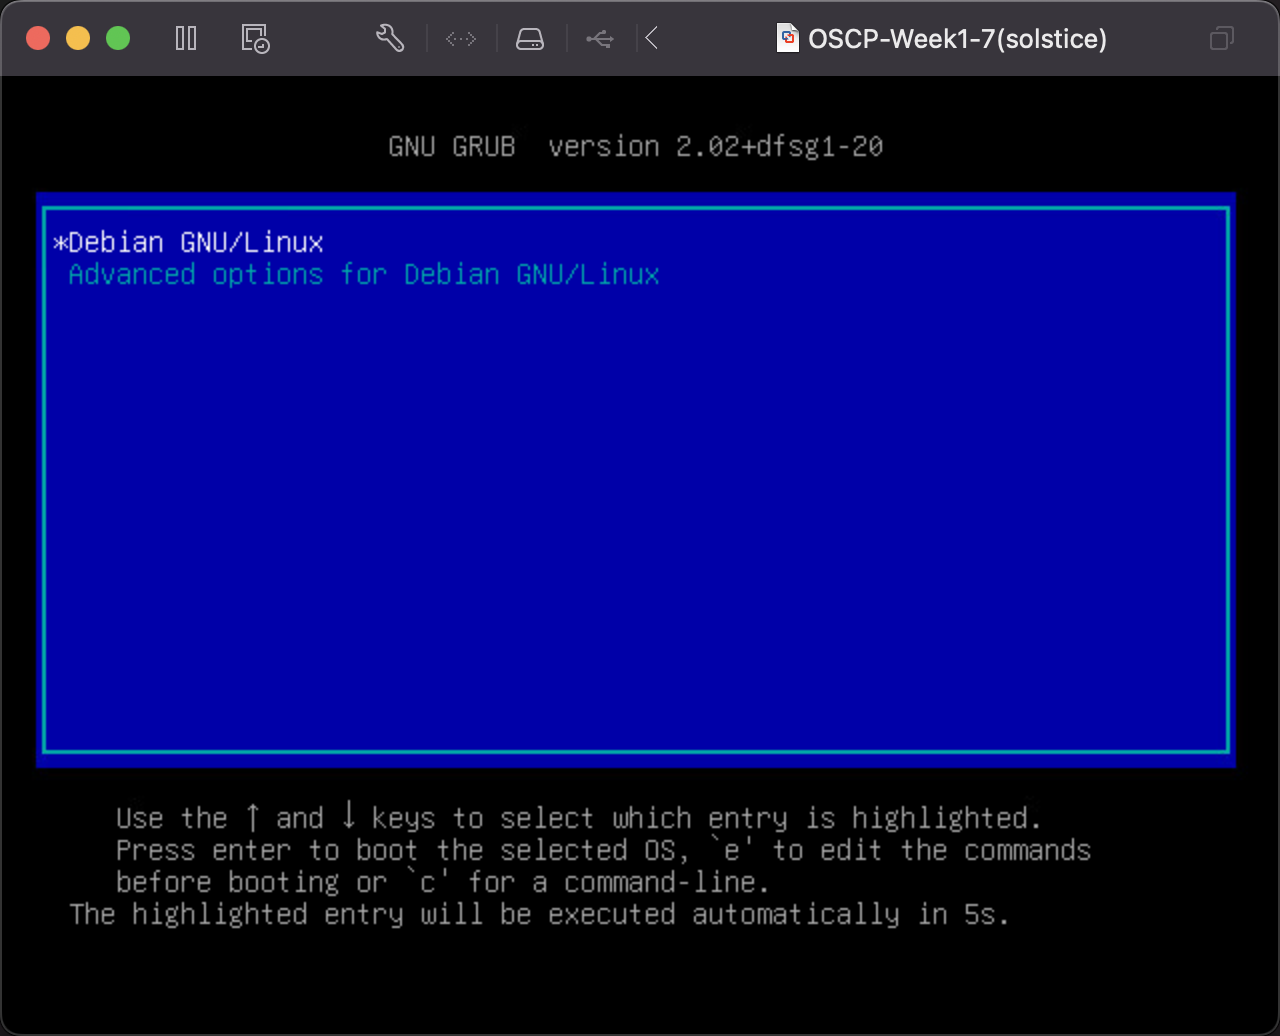 OSCP-Week1-7(solstice)
GNU GRUB  version 2.02+dfsg1-20
*Debian GNU/Linux
Advanced options for Debian GNU/Linux
Use the ↑ and ↓ keys to select which entry is highlighted.
Press enter to boot the selected OS, `e' to edit the commands
before booting or `c' for a command-line.
The highlighted entry will be executed automatically in 5s.